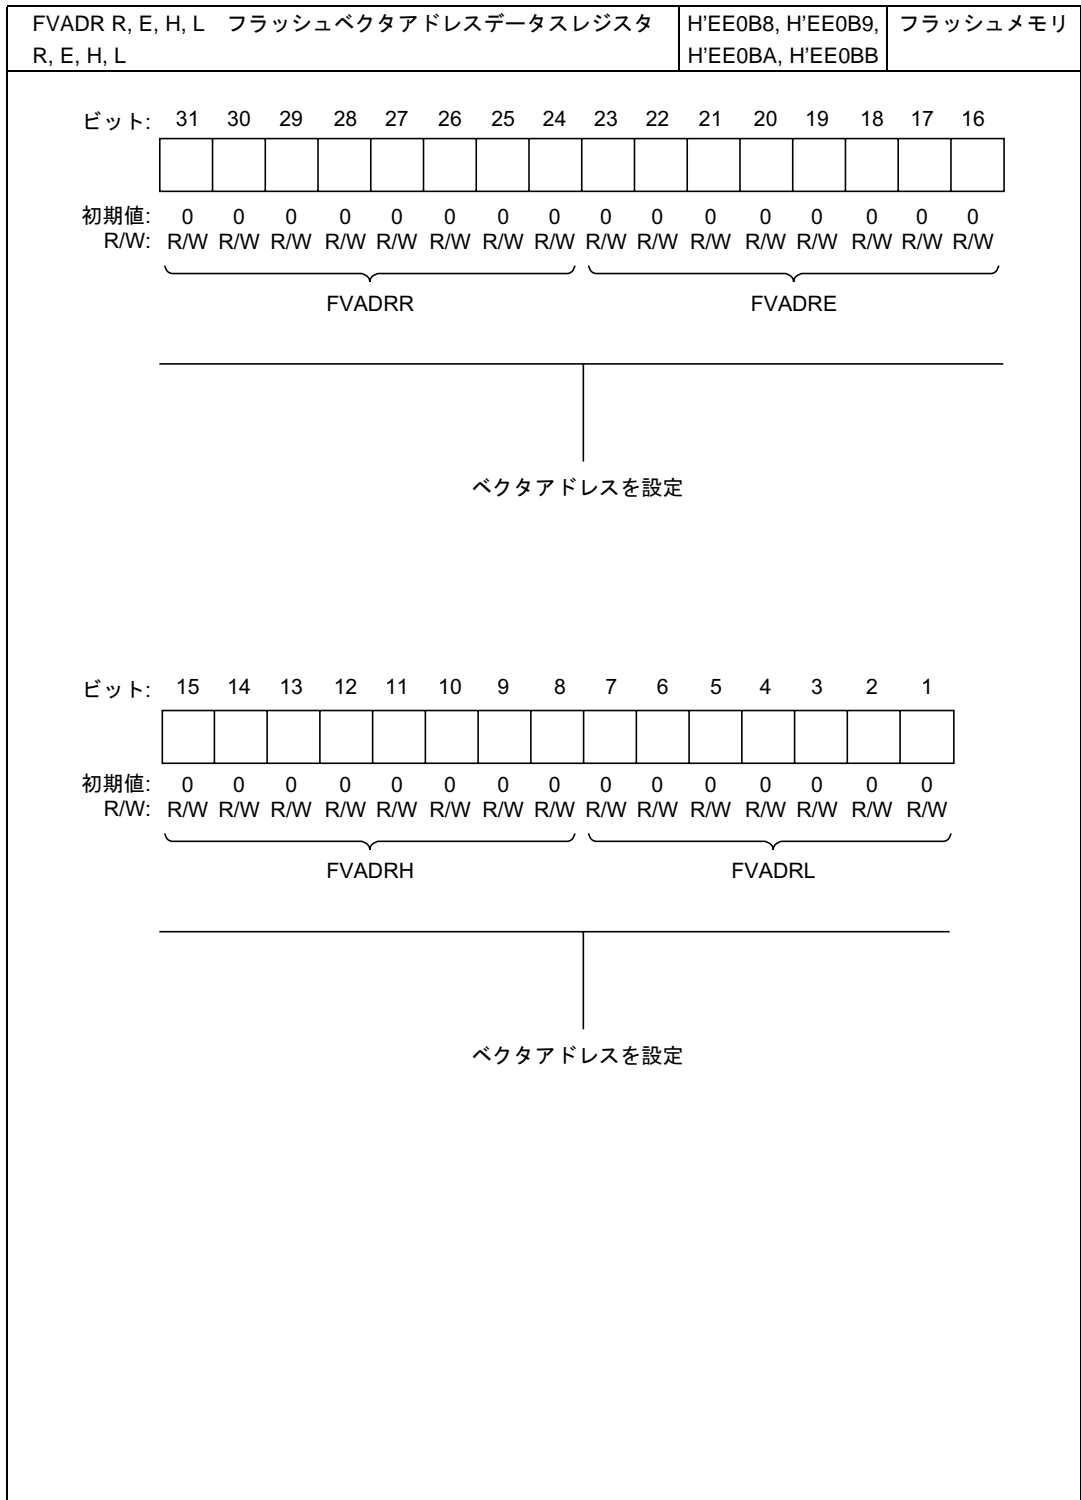 FVADR R, E, H, L　フラッシュベクタアドレスデータスレジスタ
R, E, H, L
H'EE0B8, H'EE0B9,
H'EE0BA, H'EE0BB
フラッシュメモリ
ビット: 31 30 29 28 27 26 25 24 23 22 21 20 19 18 17 16
初期値: 0 0 0 0 0 0 0 0 0 0 0 0 0 0 0 0
R/W: R/W R/W R/W R/W R/W R/W R/W R/W R/W R/W R/W R/W R/W R/W R/W R/W
FVADRR FVADRE
ベクタアドレスを設定
ビット: 15 14 13 12 11 10 9 8 7 6 5 4 3 2 1
初期値: 0 0 0 0 0 0 0 0 0 0 0 0 0 0 0
R/W: R/W R/W R/W R/W R/W R/W R/W R/W R/W R/W R/W R/W R/W R/W R/W
FVADRH FVADRL
ベクタアドレスを設定